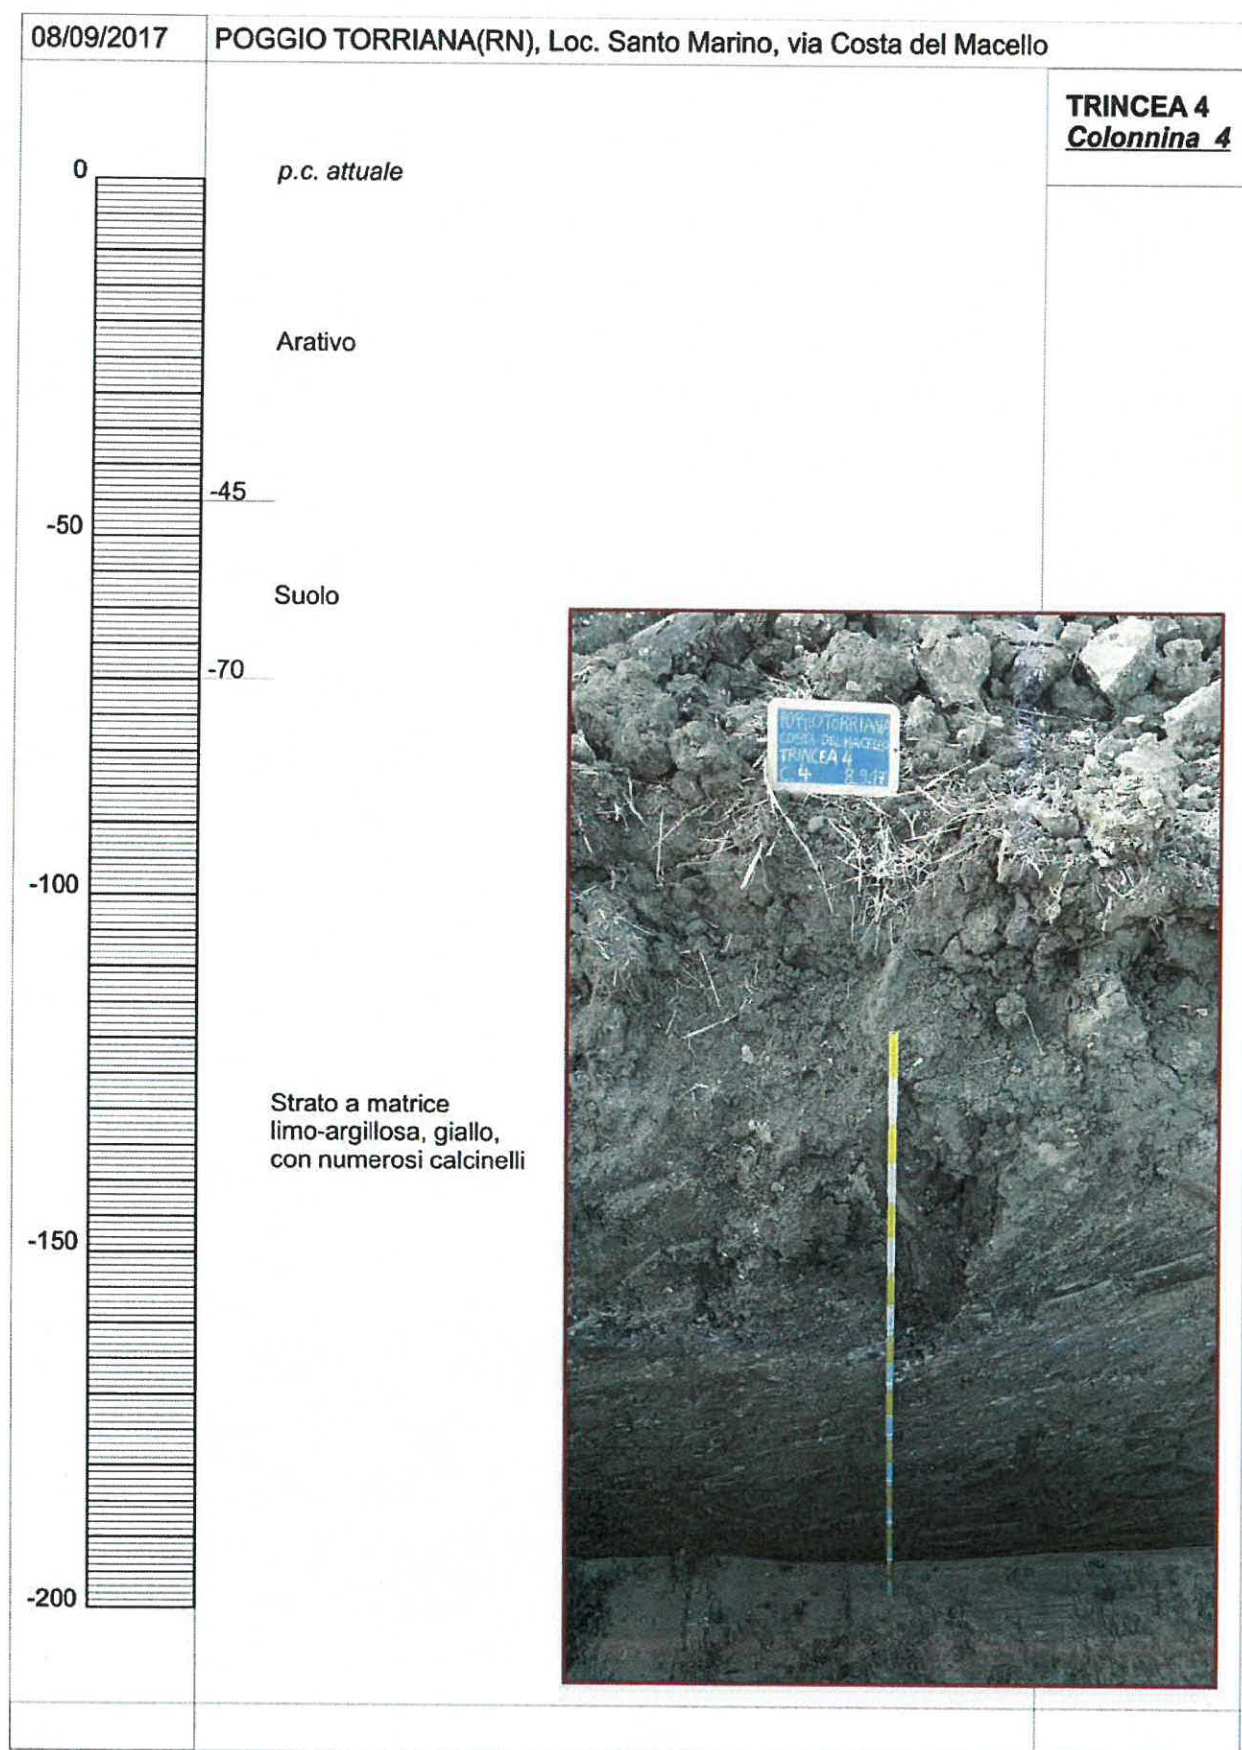 08/09/2017
POGGIO TORRIANA(RN), Loc. Santo Marino, via Costa del Macello
TRINCEA 4
Colonnina 4
0
p.c. attuale
Arativo
-45
-50
Suolo
-70
POGGIO TORRIANA
COSTA DEL MACELLO
TRINCEA 4
C. 4 8.9.17
-100
Strato a matrice
limo-argillosa, giallo,
con numerosi calcinelli
-150
-200